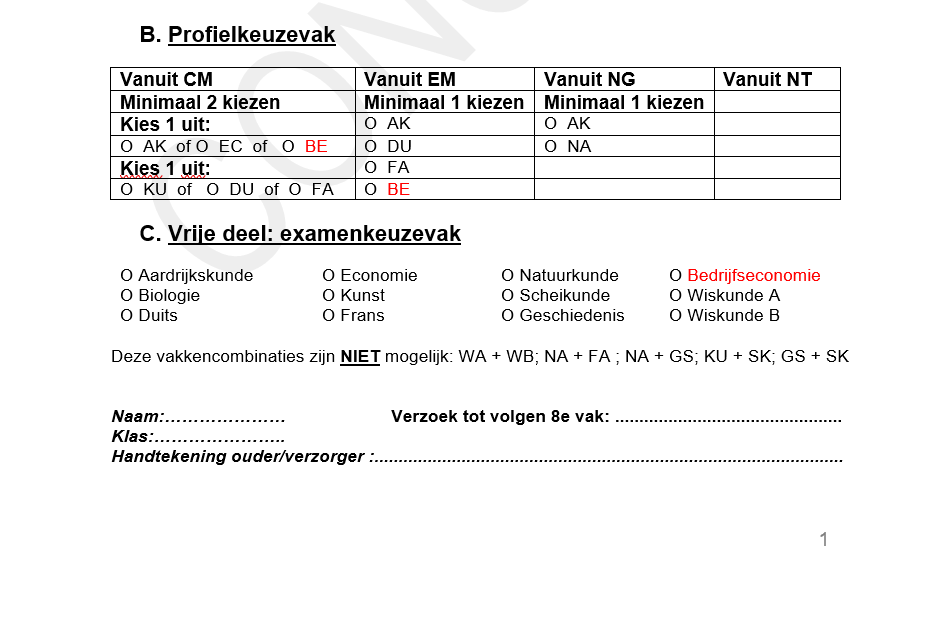 B. Profielkeuzevak
Vanuit CM Vanuit EM Vanuit NG Vanuit NT
Minimaal 2 kiezen Minimaal 1 kiezen Minimaal 1 kiezen
Kies 1 uit: O AK O AK
O AK of O EC of O BE O DU O NA
Kies 1 uit: O FA
O KU of O DU of O FA O BE
C. Vrije deel: examenkeuzevak
O Aardrijkskunde O Economie O Natuurkunde O Bedrijfseconomie
O Biologie O Kunst O Scheikunde O Wiskunde A
O Duits O Frans O Geschiedenis O Wiskunde B
Deze vakkencombinaties zijn NIET mogelijk: WA + WB; NA + FA ; NA + GS; KU + SK; GS + SK
Naam:………………… Verzoek tot volgen 8e vak: ..............................................
Klas:…………………..
Handtekening ouder/verzorger :...............................................................................................
1